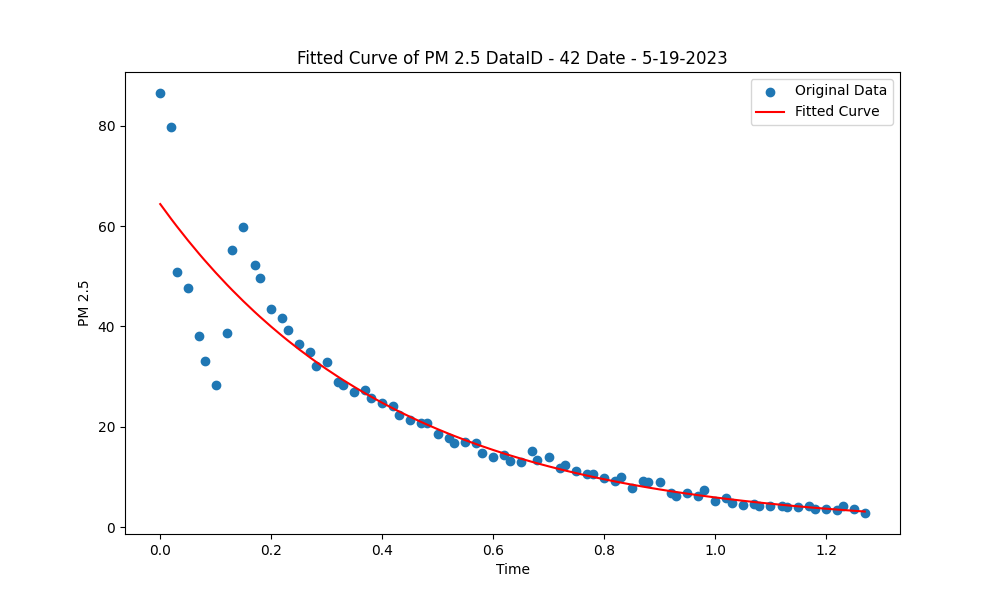 Fitted Curve of PM 2.5 DataID - 42 Date - 5-19-2023
Original Data
Fitted Curve
PM 2.5
80
60
40
20
0
0.0 0.2 0.4 0.6 0.8 1.0 1.2
Time